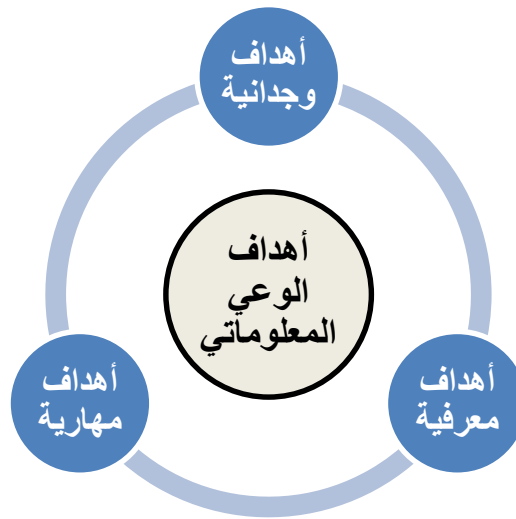 أهداف
وجدانية
أهداف
الوعي
المعلوماتي
أهداف
معرفية
أهداف
مهارية